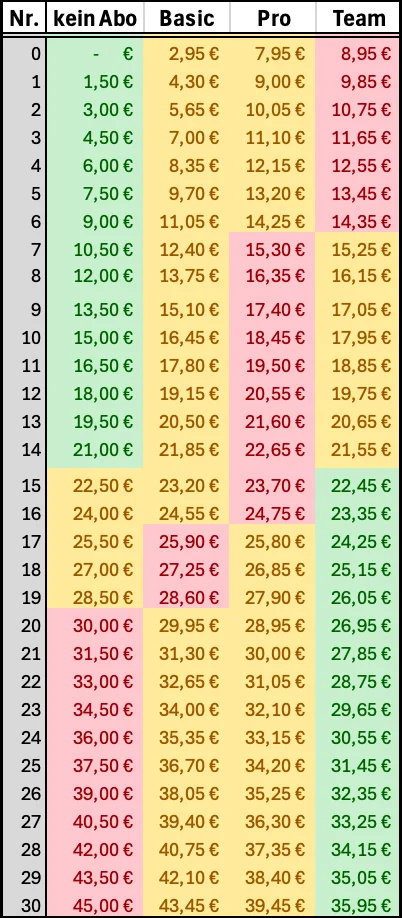 Nr. kein Abo Basic Pro Team
0 - € 2,95 € 7,95 € 8,95 €
1 1,50 € 4,30 € 9,00 € 9,85 €
2 3,00 € 5,65 € 10,05 € 10,75 €
3 4,50 € 7,00 € 11,10 € 11,65 €
4 6,00 € 8,35 € 12,15 € 12,55 €
5 7,50 € 9,70 € 13,20 € 13,45 €
6 9,00 € 11,05 € 14,25 € 14,35 €
7 10,50 € 12,40 € 15,30 € 15,25 €
8 12,00 € 13,75 € 16,35 € 16,15 €
9 13,50 € 15,10 € 17,40 € 17,05 €
10 15,00 € 16,45 € 18,45 € 17,95 €
11 16,50 € 17,80 € 19,50 € 18,85 €
12 18,00 € 19,15 € 20,55 € 19,75 €
13 19,50 € 20,50 € 21,60 € 20,65 €
14 21,00 € 21,85 € 22,65 € 21,55 €
15 22,50 € 23,20 € 23,70 € 22,45 €
16 24,00 € 24,55 € 24,75 € 23,35 €
17 25,50 € 25,90 € 25,80 € 24,25 €
18 27,00 € 27,25 € 26,85 € 25,15 €
19 28,50 € 28,60 € 27,90 € 26,05 €
20 30,00 € 29,95 € 28,95 € 26,95 €
21 31,50 € 31,30 € 30,00 € 27,85 €
22 33,00 € 32,65 € 31,05 € 28,75 €
23 34,50 € 34,00 € 32,10 € 29,65 €
24 36,00 € 35,35 € 33,15 € 30,55 €
25 37,50 € 36,70 € 34,20 € 31,45 €
26 39,00 € 38,05 € 35,25 € 32,35 €
27 40,50 € 39,40 € 36,30 € 33,25 €
28 42,00 € 40,75 € 37,35 € 34,15 €
29 43,50 € 42,10 € 38,40 € 35,05 €
30 45,00 € 43,45 € 39,45 € 35,95 €